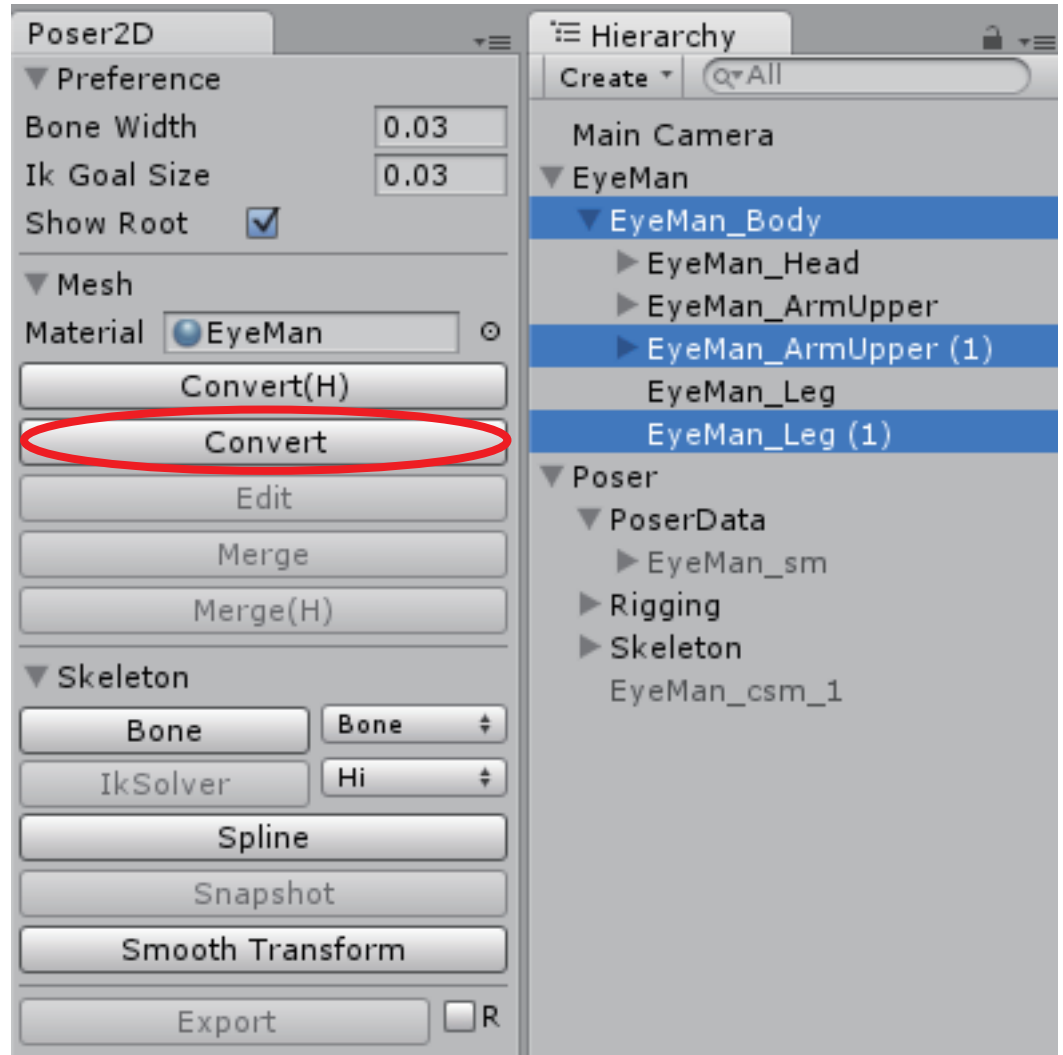 Poser2D
Preference
Bone Width 0.03
Ik Goal Size 0.03
Show Root
Mesh
Material EyeMan
Convert(H)
Convert
Edit
Merge
Merge(H)
Skeleton
Bone Bone
IkSolver Hi
Spline
Snapshot
Smooth Transform
Export R
Hierarchy
Create All
Main Camera
EyeMan
EyeMan_Body
EyeMan_Head
EyeMan_ArmUpper
EyeMan_ArmUpper (1)
EyeMan_Leg
EyeMan_Leg (1)
Poser
PoserData
EyeMan_sm
Rigging
Skeleton
EyeMan_csm_1